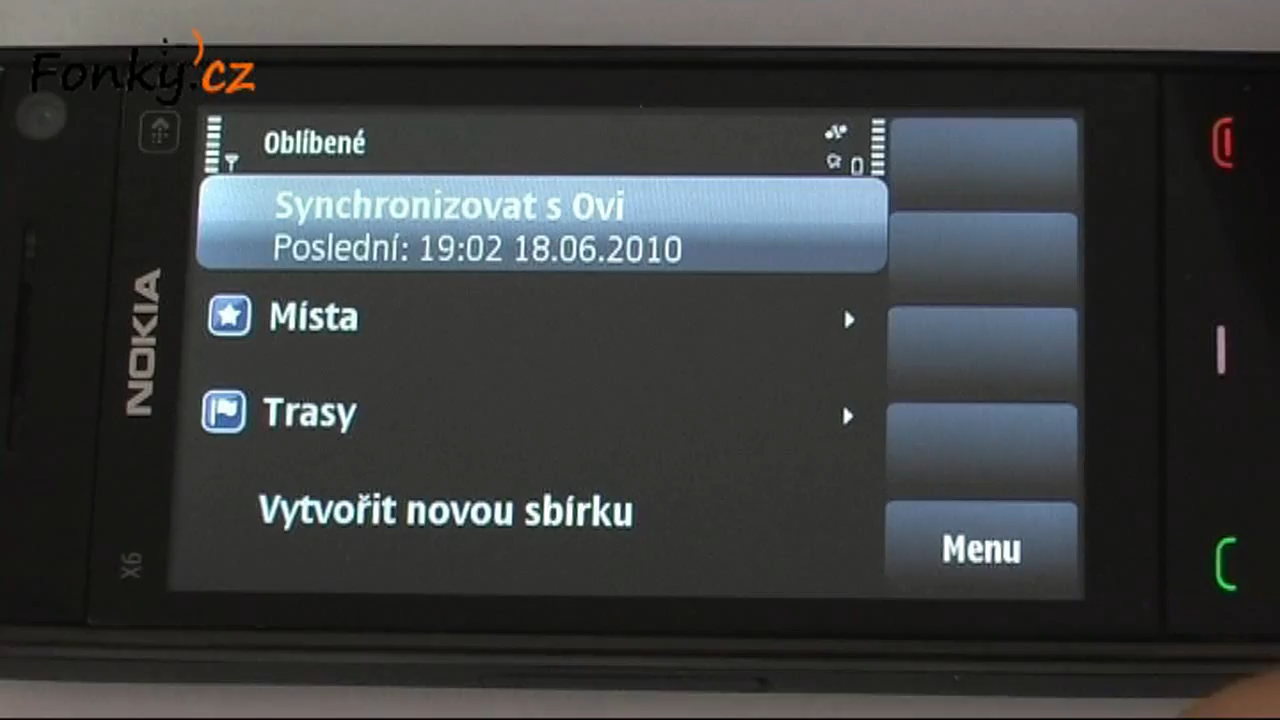 Fonky.cz
Oblíbené
Synchronizovat s Ovi
Poslední: 19:02 18.06.2010
Místa
Trasy
Vytvořit novou sbírku
Menu
NOKIA
X6